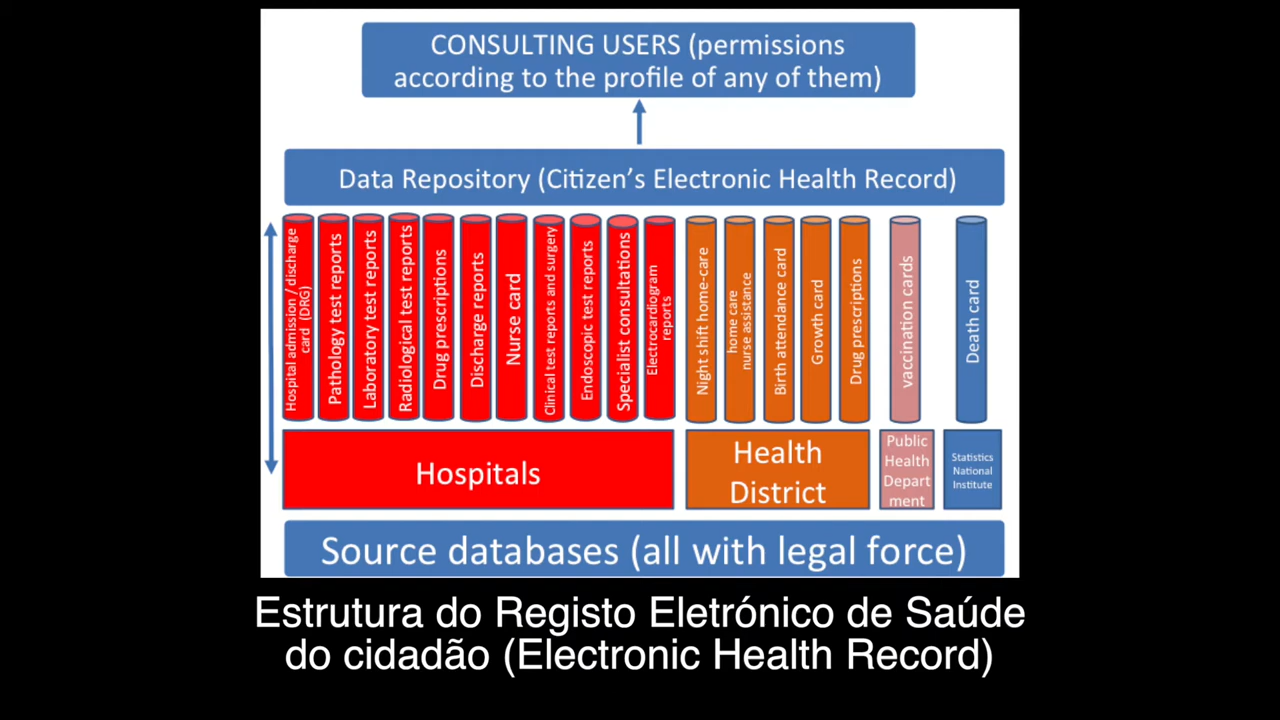 CONSULTING USERS (permissions
according to the profile of any of them)
Data Repository (Citizen's Electronic Health Record)
Hospital admission / discharge
card (DRG)
Pathology test reports
Laboratory test reports
Radiological test reports
Drug prescriptions
Discharge reports
Nurse card
Clinical test reports and surgery
Endoscopic test reports
Specialist consultations
Electrocardiogram
reports
Night shift home-care
home care
nurse assistance
Birth attendance card
Growth card
Drug prescriptions
vaccination cards
Death card
Hospitals
Health
District
Public
Health
Depart
ment
Statistics
National
Institute
Source databases (all with legal force)
Estrutura do Registo Eletrónico de Saúde
do cidadão (Electronic Health Record)